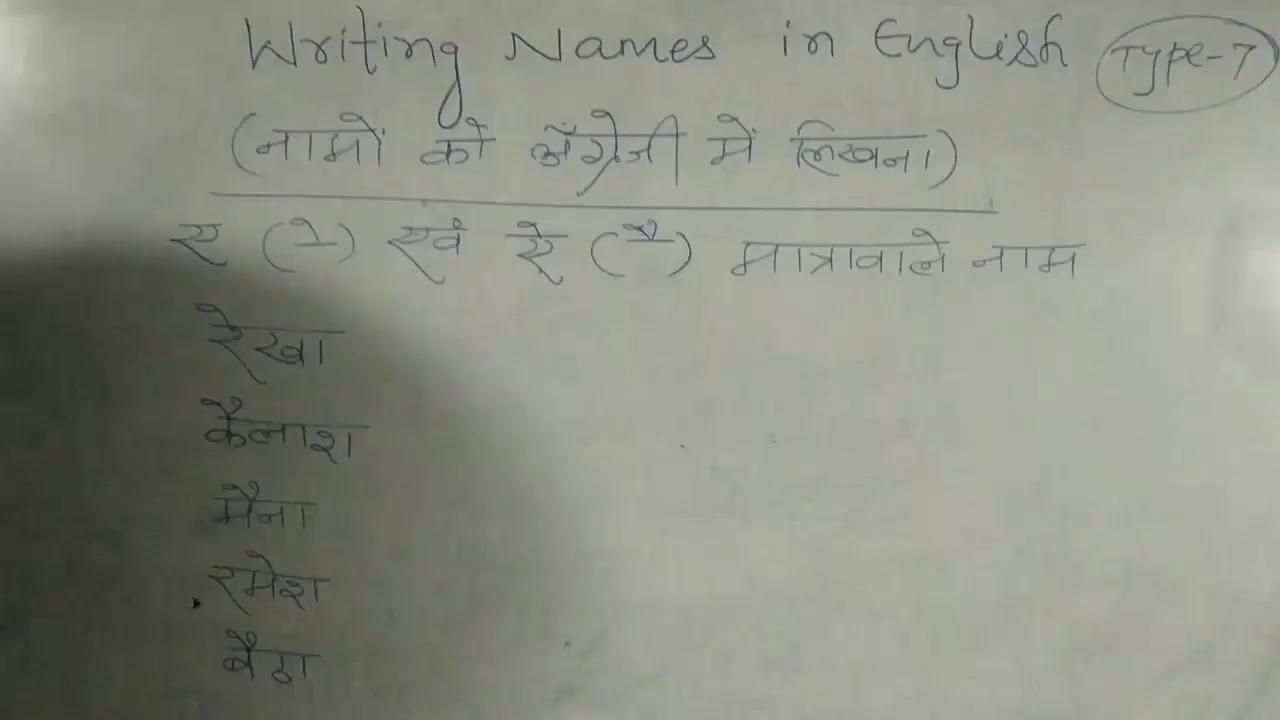 Writing Names in English Type-7
(नामों को अँग्रेजी में लिखना)
ए (े) एवं ऐ (ै) मात्रावाले नाम
रेखा
कैलाश
मैना
रमेश
बैठा